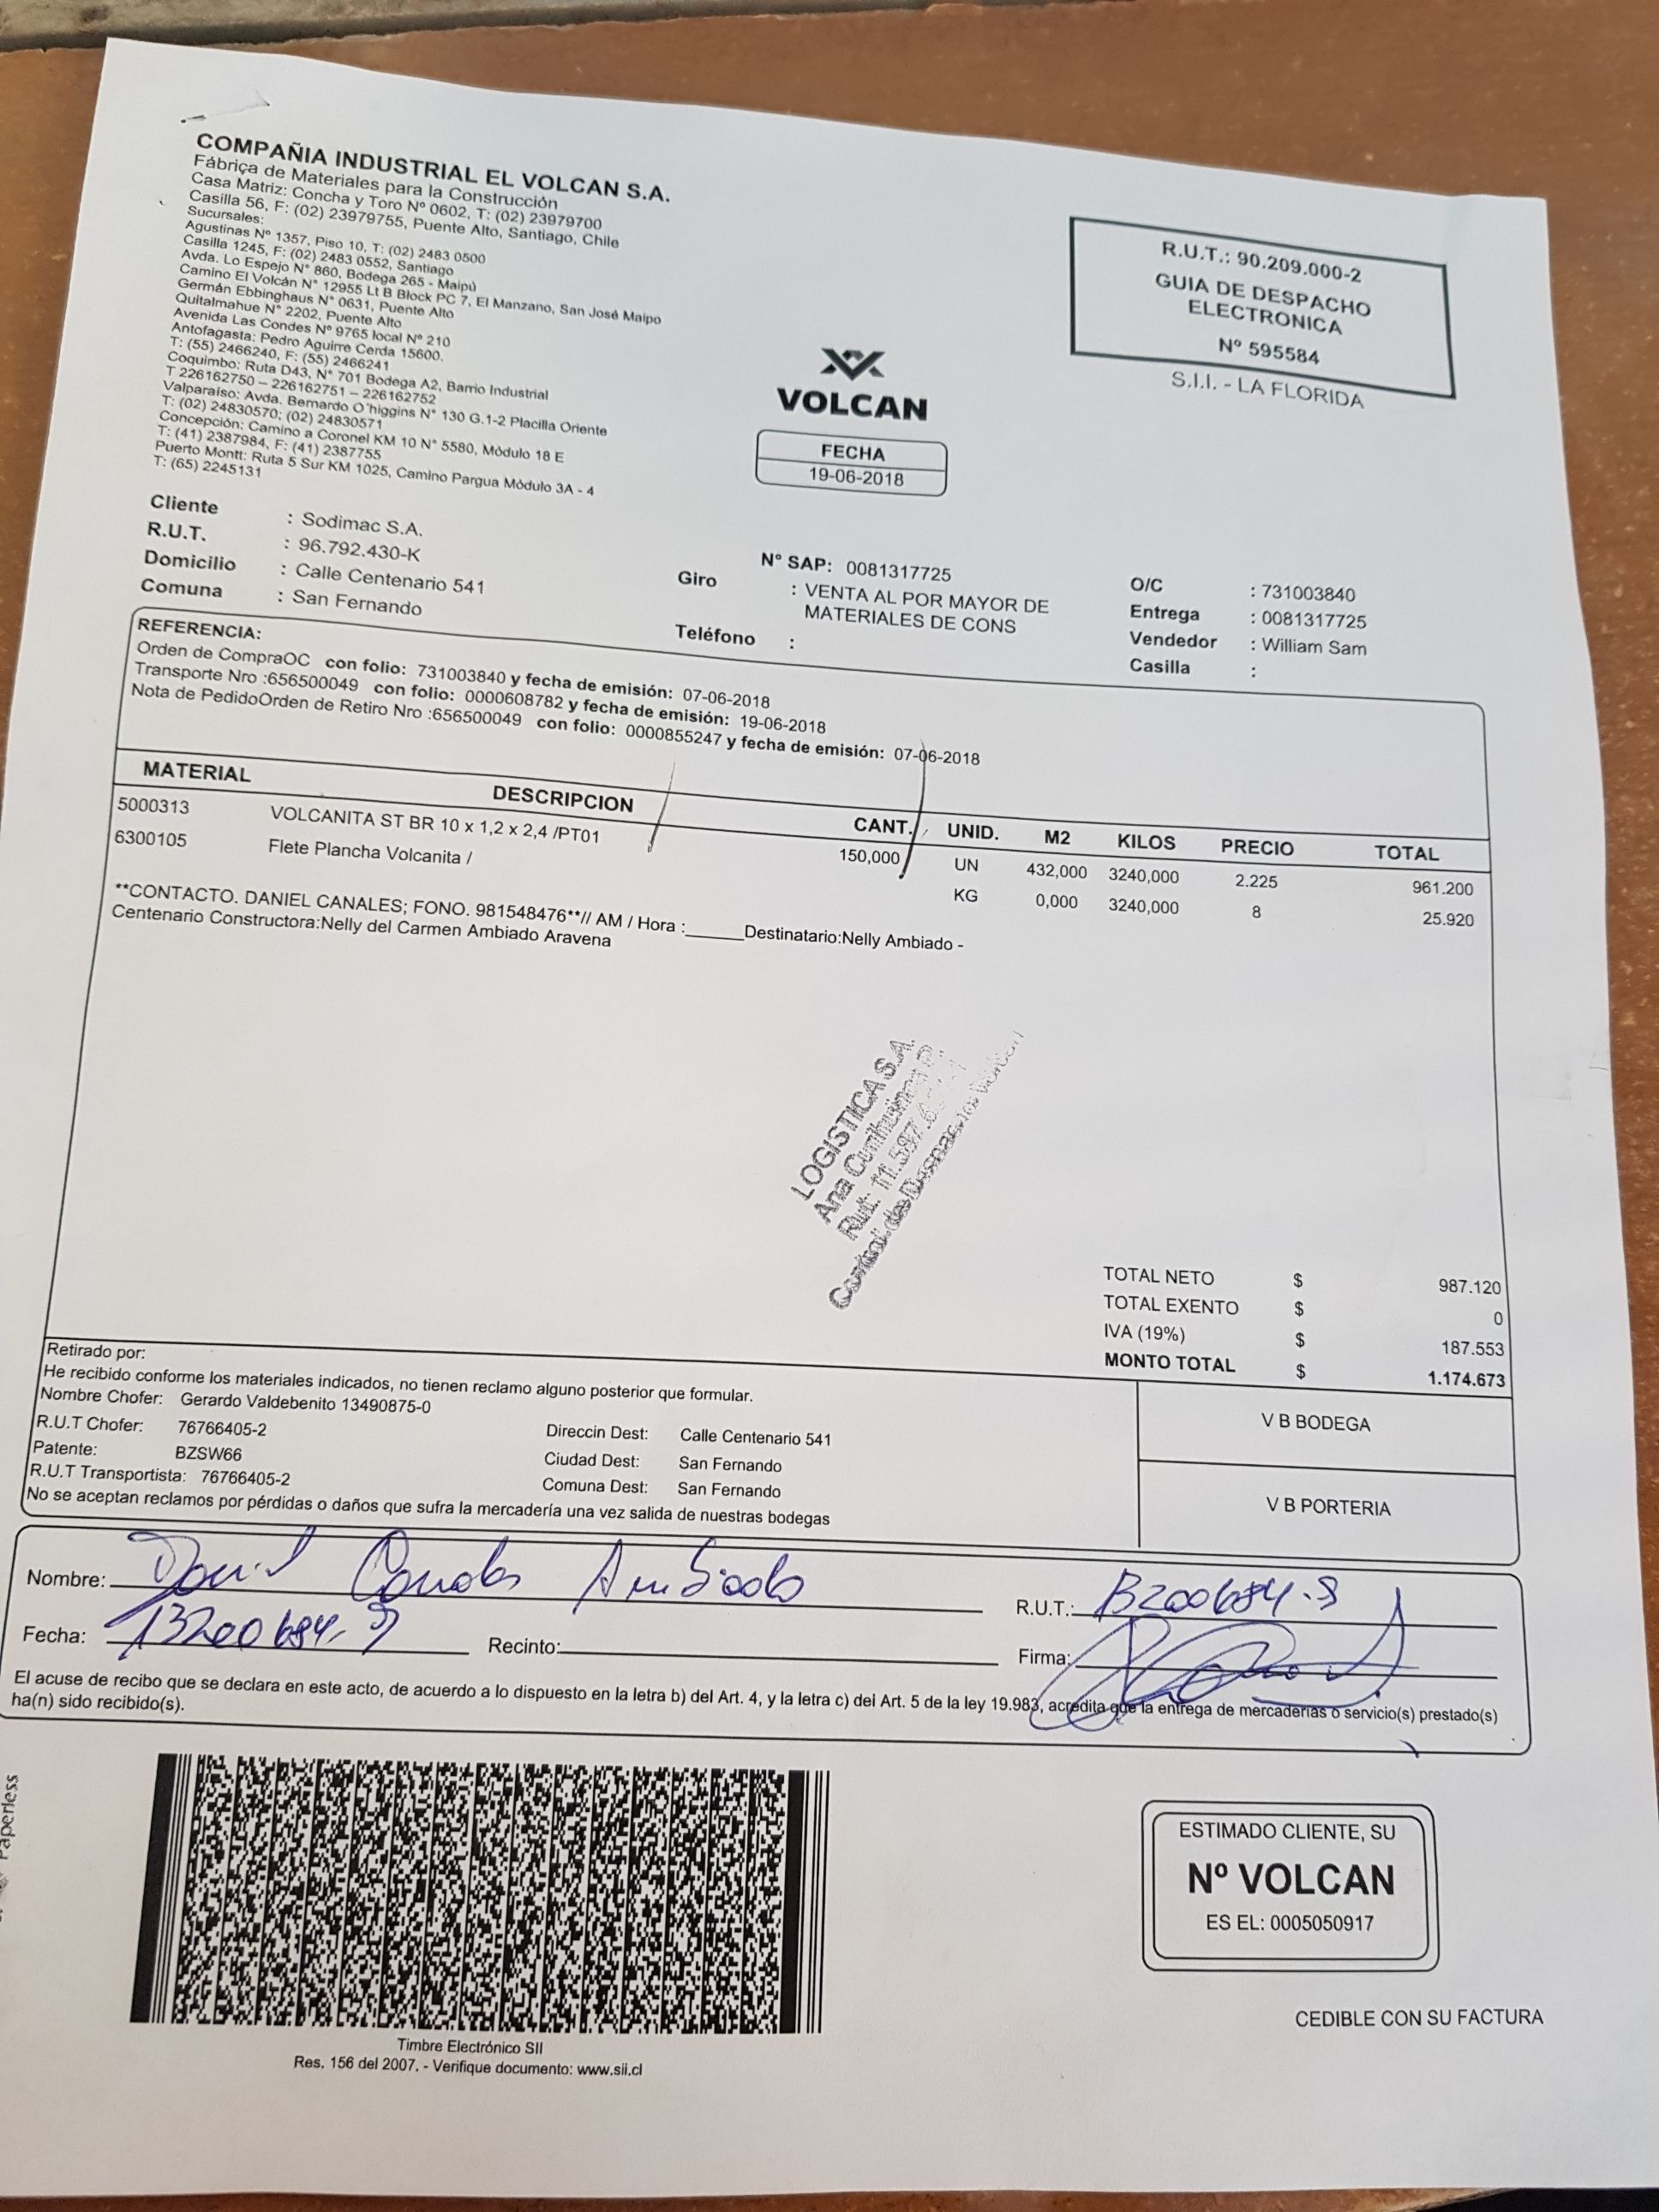 COMPAÑIA INDUSTRIAL EL VOLCAN S.A.
Fábrica de Materiales para la Construcción
Casa Matriz: Concha y Toro Nº 0602, T: (02) 23979700
Casilla 56, F: (02) 23979755, Puente Alto, Santiago, Chile
Sucursales:
Agustinas N° 1357, Piso 10, T: (02) 2483 0500
Casilla 1245, F: (02) 2483 0552, Santiago
Avda. Lo Espejo N° 860, Bodega 265 - Maipú
Camino El Volcán N° 12955 Lt B Block PC 7, El Manzano, San José Maipo
Germán Ebbinghaus N° 0631, Puente Alto
Quitalmahue N° 2202, Puente Alto
Avenida Las Condes Nº 9765 local N° 210
Antofagasta: Pedro Aguirre Cerda 15600.
T: (55) 2466240, F: (55) 2466241
Coquimbo: Ruta D43, N° 701 Bodega A2, Barrio Industrial
T 226162750 – 226162751 – 226162752
Valparaíso: Avda. Bernardo O´higgins N° 130 G.1-2 Placilla Oriente
T: (02) 24830570; (02) 24830571
Concepción: Camino a Coronel KM 10 N° 5580, Módulo 18 E
T: (41) 2387984, F: (41) 2387755
Puerto Montt: Ruta 5 Sur KM 1025, Camino Pargua Módulo 3A - 4
T: (65) 2245131
R.U.T.: 90.209.000-2
GUIA DE DESPACHO
ELECTRONICA
Nº 595584
S.I.I. - LA FLORIDA
VOLCAN
FECHA
19-06-2018
Cliente : Sodimac S.A.
R.U.T. : 96.792.430-K
Domicilio : Calle Centenario 541
Comuna : San Fernando
N° SAP: 0081317725
Giro : VENTA AL POR MAYOR DE
MATERIALES DE CONS
Teléfono :
O/C : 731003840
Entrega : 0081317725
Vendedor : William Sam
Casilla :
REFERENCIA:
Orden de CompraOC con folio: 731003840 y fecha de emisión: 07-06-2018
Transporte Nro :656500049 con folio: 0000608782 y fecha de emisión: 19-06-2018
Nota de PedidoOrden de Retiro Nro :656500049 con folio: 0000855247 y fecha de emisión: 07-06-2018
MATERIAL DESCRIPCION CANT. UNID. M2 KILOS PRECIO TOTAL
5000313 VOLCANITA ST BR 10 x 1,2 x 2,4 /PT01 150,000 UN 432,000 3240,000 2.225 961.200
6300105 Flete Plancha Volcanita / KG 0,000 3240,000 8 25.920
**CONTACTO. DANIEL CANALES; FONO. 981548476**// AM / Hora :______Destinatario:Nelly Ambiado -
Centenario Constructora:Nelly del Carmen Ambiado Aravena
LOGISTICA S.A.
Ana
Rut: 11.597.
Control de
TOTAL NETO $ 987.120
TOTAL EXENTO $ 0
IVA (19%) $ 187.553
MONTO TOTAL $ 1.174.673
Retirado por:
He recibido conforme los materiales indicados, no tienen reclamo alguno posterior que formular.
Nombre Chofer: Gerardo Valdebenito 13490875-0
R.U.T Chofer: 76766405-2
Patente: BZSW66
R.U.T Transportista: 76766405-2
Direccin Dest: Calle Centenario 541
Ciudad Dest: San Fernando
Comuna Dest: San Fernando
No se aceptan reclamos por pérdidas o daños que sufra la mercadería una vez salida de nuestras bodegas
V B BODEGA
V B PORTERIA
Nombre: Daniel Canales Ambiado
R.U.T.: 13200684-9
Fecha: 13200684-9
Recinto:
Firma:
El acuse de recibo que se declara en este acto, de acuerdo a lo dispuesto en la letra b) del Art. 4, y la letra c) del Art. 5 de la ley 19.983, acredita que la entrega de mercaderías o servicio(s) prestado(s)
ha(n) sido recibido(s).
Paperless
Timbre Electrónico SII
Res. 156 del 2007. - Verifique documento: www.sii.cl
ESTIMADO CLIENTE, SU
Nº VOLCAN
ES EL: 0005050917
CEDIBLE CON SU FACTURA